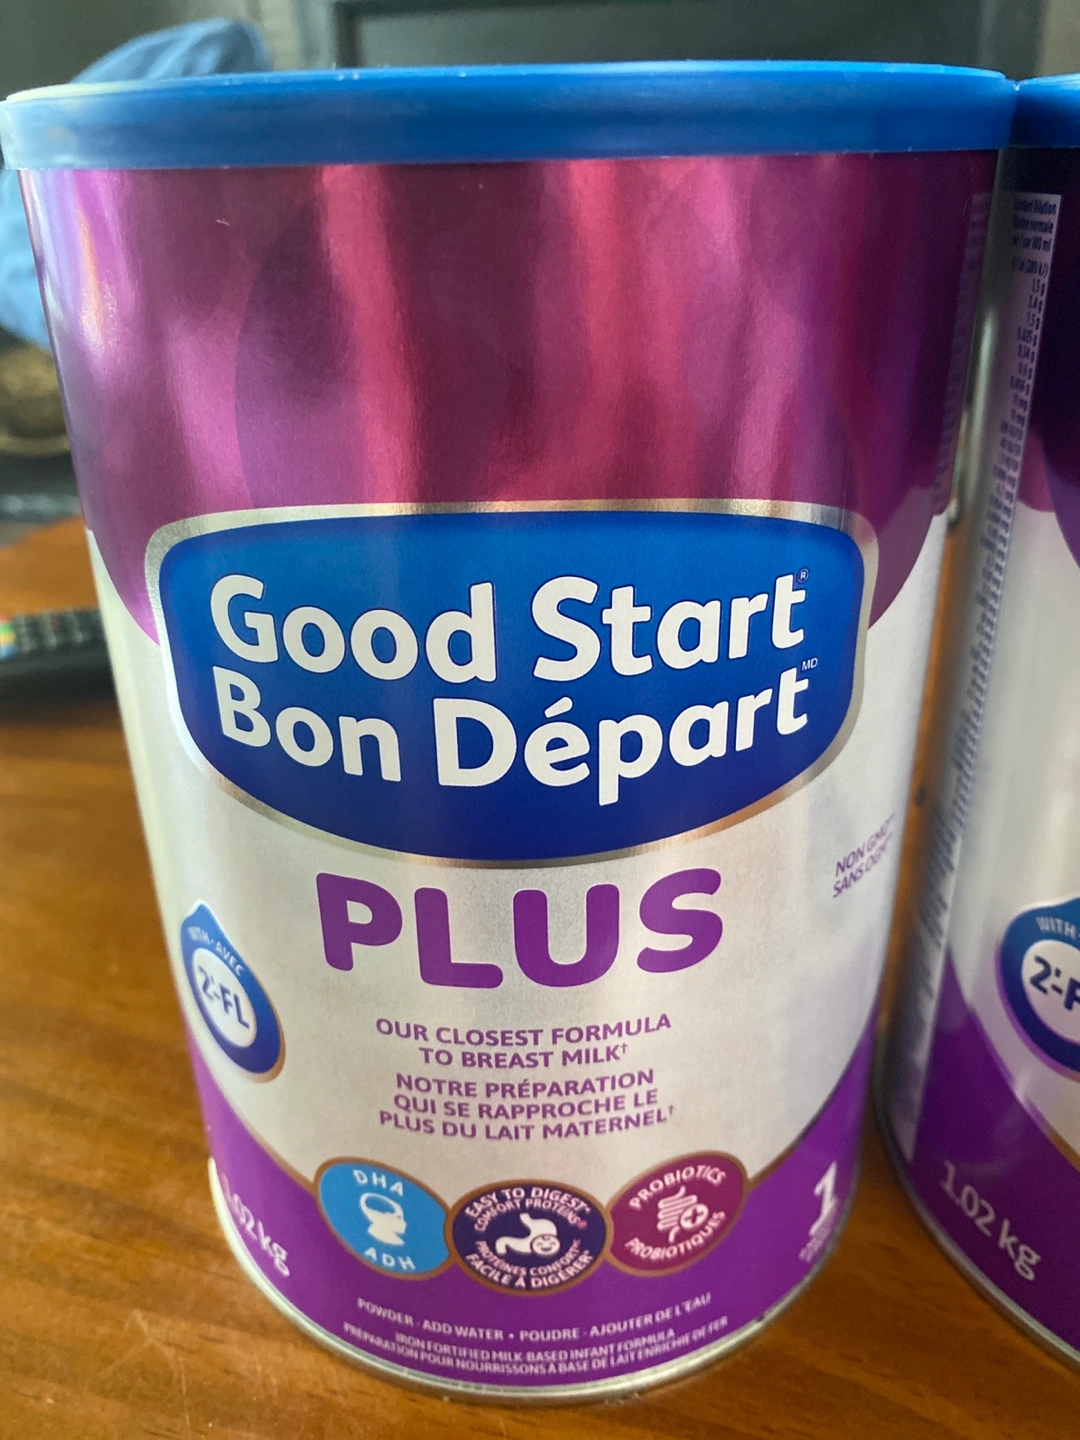 Good Start®
Bon Départ MD
PLUS
NON GMO
SANS OGM
WITH · AVEC
2'-FL
OUR CLOSEST FORMULA
TO BREAST MILK†
NOTRE PRÉPARATION
QUI SE RAPPROCHE LE
PLUS DU LAIT MATERNEL†
DHA
ADH
EASY TO DIGEST
COMFORT PROTEINS
PROTÉINES CONFORT
FACILE À DIGÉRER
PROBIOTICS
PROBIOTIQUES
1
1.02 kg
POWDER - ADD WATER • POUDRE - AJOUTER DE L'EAU
IRON FORTIFIED MILK-BASED INFANT FORMULA
PRÉPARATION POUR NOURRISSONS À BASE DE LAIT ENRICHIE DE FER
WITH
2'-F
1.02 kg